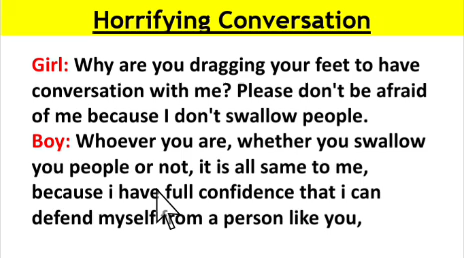 Horrifying Conversation
Girl: Why are you dragging your feet to have
conversation with me? Please don't be afraid
of me because I don't swallow people.
Boy: Whoever you are, whether you swallow
you people or not, it is all same to me,
because i have full confidence that i can
defend myself from a person like you,